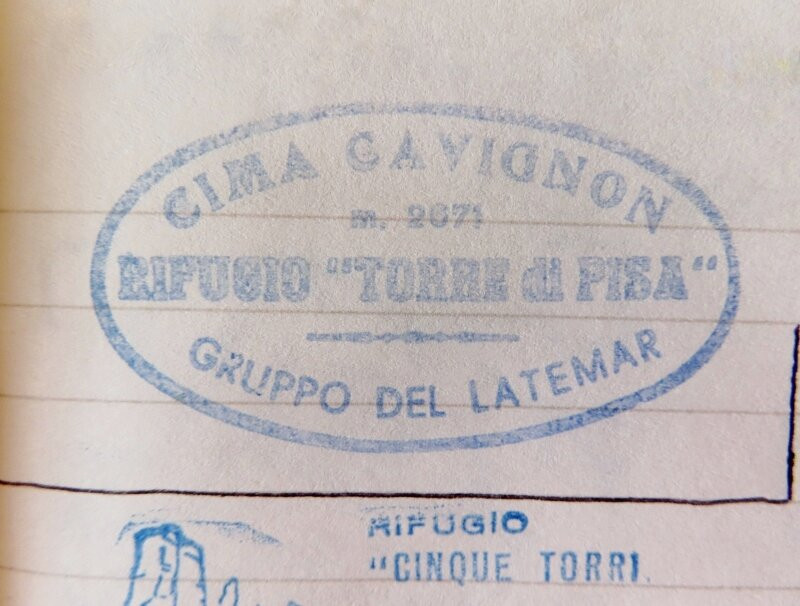 CIMA CAVIGNON
m. 2671
RIFUGIO "TORRE di PISA"
GRUPPO DEL LATEMAR
RIFUGIO
"CINQUE TORRI.